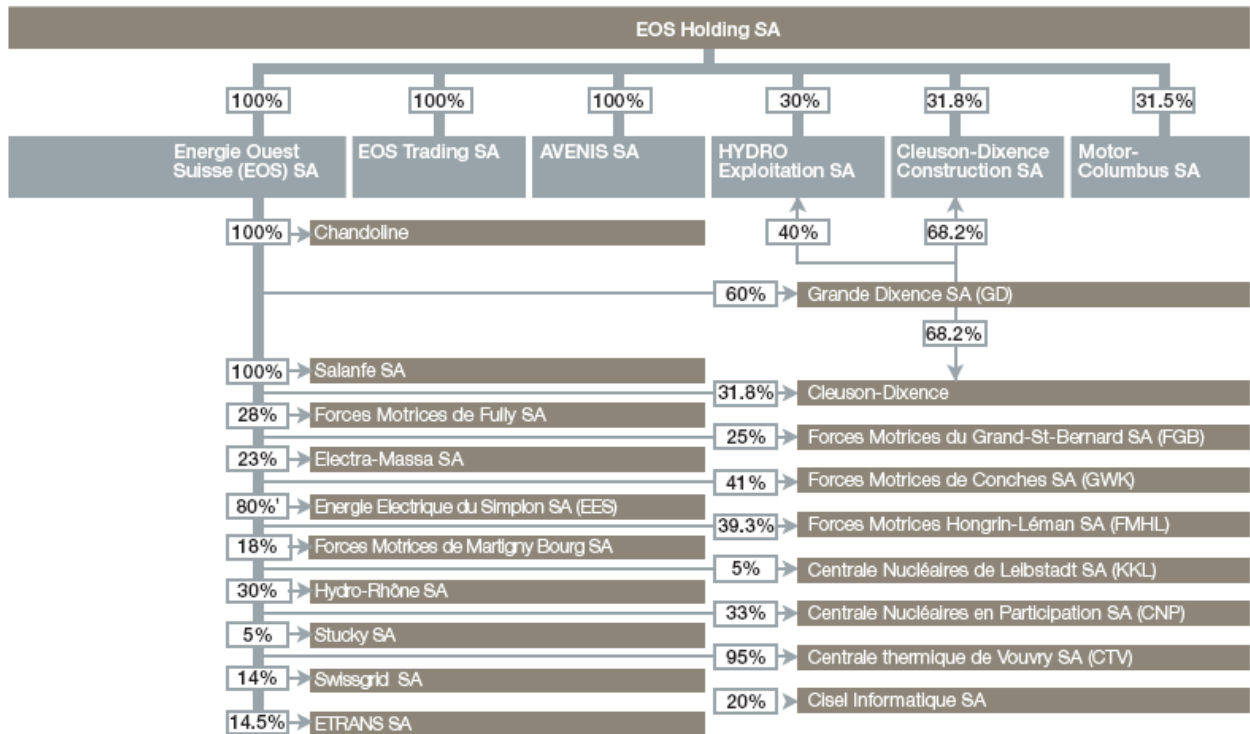 EOS Holding SA
100%
100%
100%
30%
31.8%
31.5%
Energie Ouest
Suisse (EOS) SA
EOS Trading SA
AVENIS SA
HYDRO
Exploitation SA
Cleuson-Dixence
Construction SA
Motor-
Columbus SA
100%
Chandoline
40%
68.2%
60%
Grande Dixence SA (GD)
68.2%
100%
Salanfe SA
31.8%
Cleuson-Dixence
28%
Forces Motrices de Fully SA
25%
Forces Motrices du Grand-St-Bernard SA (FGB)
23%
Electra-Massa SA
41%
Forces Motrices de Conches SA (GWK)
80%¹
Energie Electrique du Simplon SA (EES)
39.3%
Forces Motrices Hongrin-Léman SA (FMHL)
18%
Forces Motrices de Martigny Bourg SA
5%
Centrale Nucléaires de Leibstadt SA (KKL)
30%
Hydro-Rhône SA
33%
Centrale Nucléaires en Participation SA (CNP)
5%
Stucky SA
95%
Centrale thermique de Vouvry SA (CTV)
14%
Swissgrid SA
20%
Cisel Informatique SA
14.5%
ETRANS SA